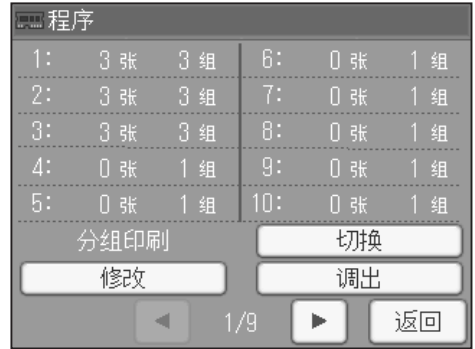 程序
1: 3 张 3 组 6: 0 张 1 组
2: 3 张 3 组 7: 0 张 1 组
3: 3 张 3 组 8: 0 张 1 组
4: 0 张 1 组 9: 0 张 1 组
5: 0 张 1 组 10: 0 张 1 组
分组印刷 切换
修改 调出
1/9 返回